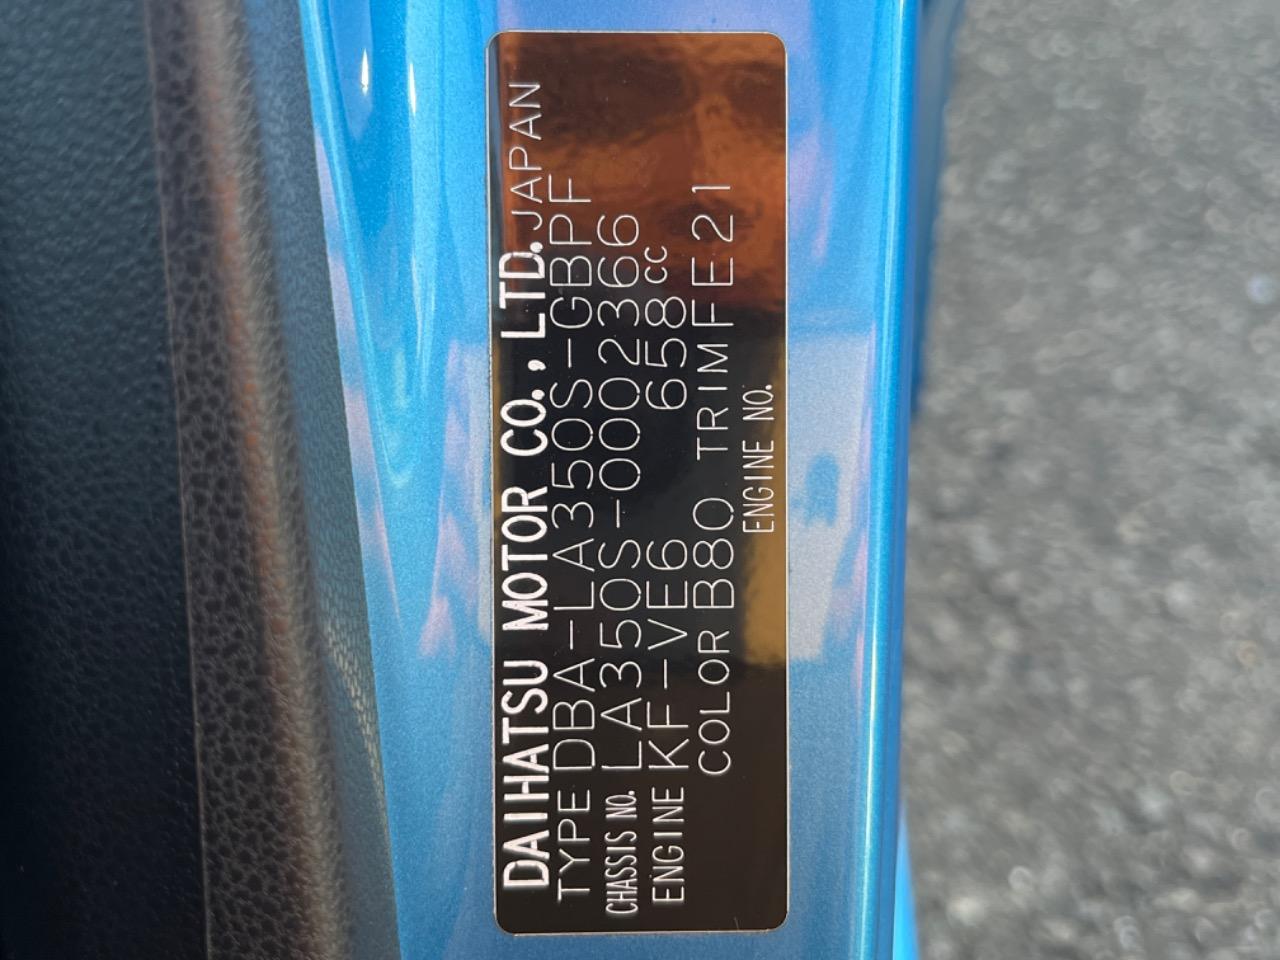 DAIHATSU MOTOR CO., LTD. JAPAN
TYPE DBA-LA350S-GBPF
CHASSIS NO. LA350S-0002366
ENGINE KF-VE6 658cc
COLOR B80 TRIM FE21
ENGINE NO.